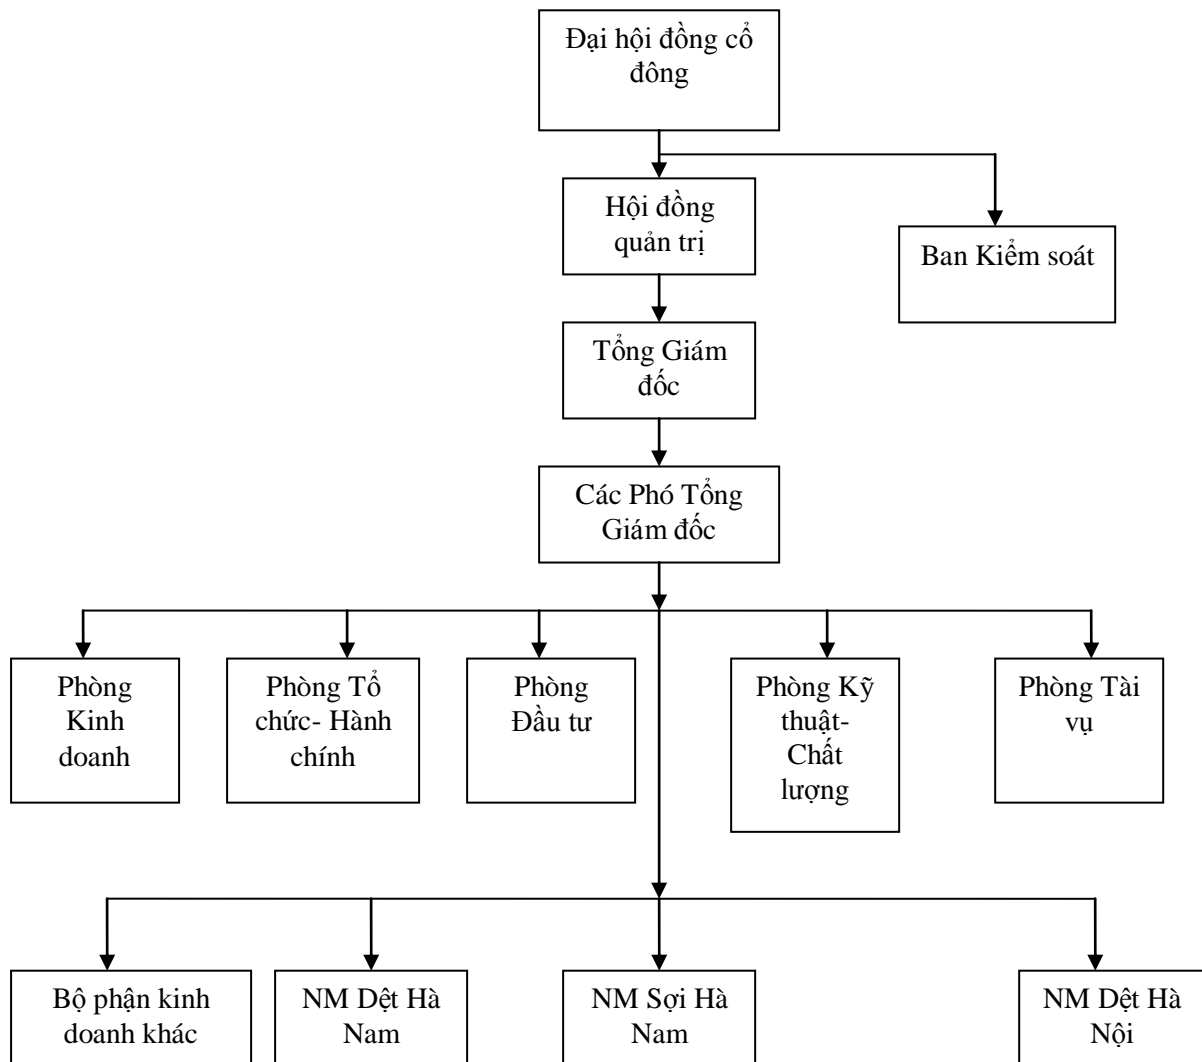 Đại hội đồng cổ
đông
Hội đồng
quản trị
Ban Kiểm soát
Tổng Giám
đốc
Các Phó Tổng
Giám đốc
Phòng
Kinh
doanh
Phòng Tổ
chức- Hành
chính
Phòng
Đầu tư
Phòng Kỹ
thuật-
Chất
lượng
Phòng Tài
vụ
Bộ phận kinh
doanh khác
NM Dệt Hà
Nam
NM Sợi Hà
Nam
NM Dệt Hà
Nội